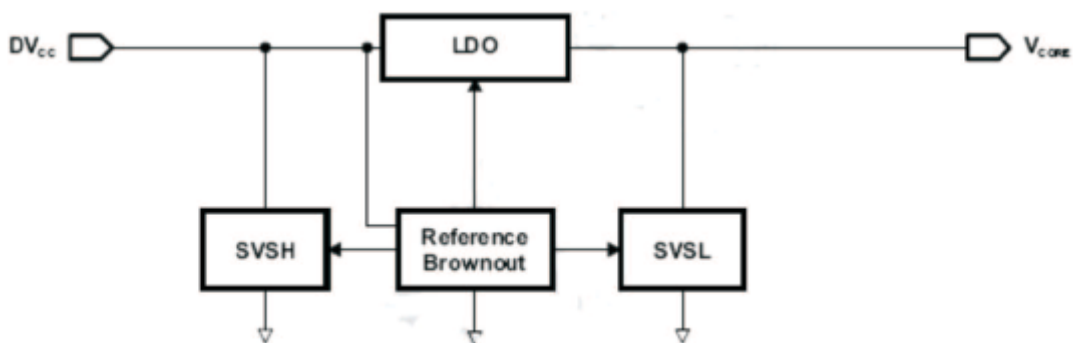 DVCC
LDO
VCORE
SVSH
Reference
Brownout
SVSL